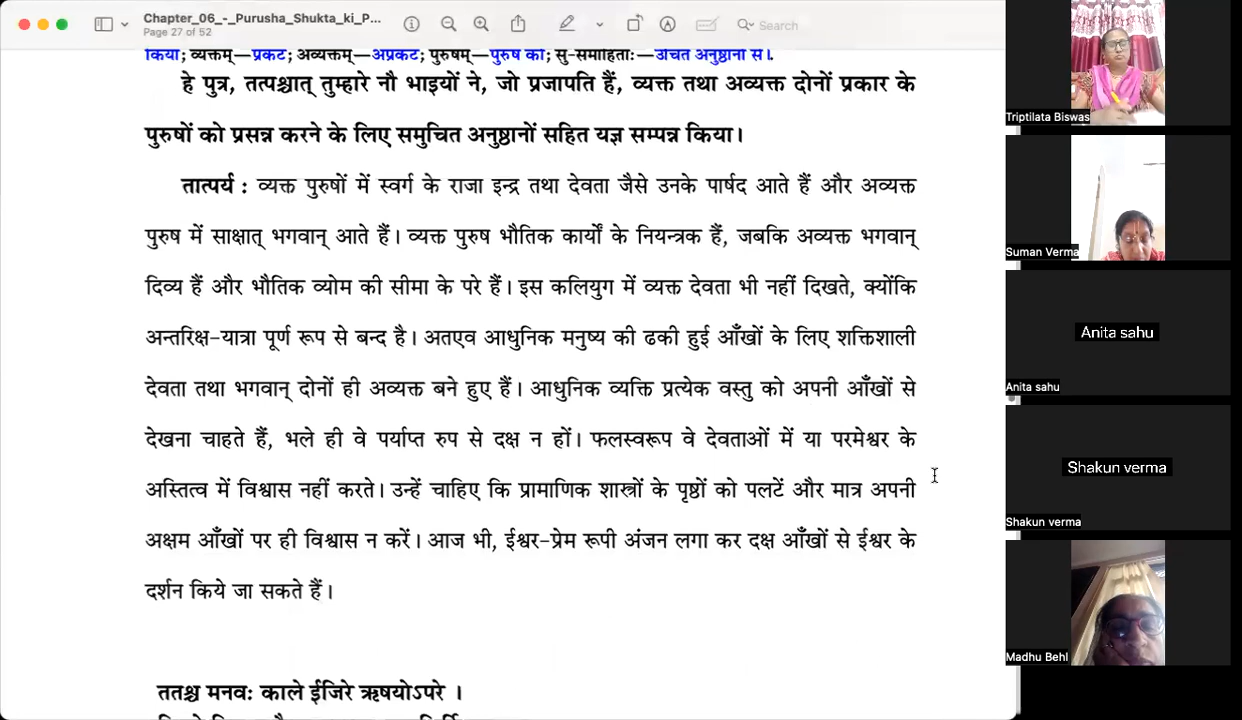 Chapter_06_-_Purusha_Shukta_ki_P...
Page 27 of 52
Search
किया; व्यक्तम्—प्रकट; अव्यक्तम्—अप्रकट; पुरुषम्—पुरुष को; सु-समाहिताः—उचित अनुष्ठानों से।
हे पुत्र, तत्पश्चात् तुम्हारे नौ भाइयों ने, जो प्रजापति हैं, व्यक्त तथा अव्यक्त दोनों प्रकार के
पुरुषों को प्रसन्न करने के लिए समुचित अनुष्ठानों सहित यज्ञ सम्पन्न किया।
तात्पर्य : व्यक्त पुरुषों में स्वर्ग के राजा इन्द्र तथा देवता जैसे उनके पार्षद आते हैं और अव्यक्त
पुरुष में साक्षात् भगवान् आते हैं। व्यक्त पुरुष भौतिक कार्यों के नियन्त्रक हैं, जबकि अव्यक्त भगवान्
दिव्य हैं और भौतिक व्योम की सीमा के परे हैं। इस कलियुग में व्यक्त देवता भी नहीं दिखते, क्योंकि
अन्तरिक्ष-यात्रा पूर्ण रूप से बन्द है। अतएव आधुनिक मनुष्य की ढकी हुई आँखों के लिए शक्तिशाली
देवता तथा भगवान् दोनों ही अव्यक्त बने हुए हैं। आधुनिक व्यक्ति प्रत्येक वस्तु को अपनी आँखों से
देखना चाहते हैं, भले ही वे पर्याप्त रुप से दक्ष न हों। फलस्वरूप वे देवताओं में या परमेश्वर के
अस्तित्व में विश्वास नहीं करते। उन्हें चाहिए कि प्रामाणिक शास्त्रों के पृष्ठों को पलटें और मात्र अपनी
अक्षम आँखों पर ही विश्वास न करें। आज भी, ईश्वर-प्रेम रूपी अंजन लगा कर दक्ष आँखों से ईश्वर के
दर्शन किये जा सकते हैं।
ततश्च मनवः काले ईजिरे ऋषयोऽपरे ।
Triptilata Biswas
Suman Verma
Anita sahu
Anita sahu
Shakun verma
Shakun verma
Madhu Behl